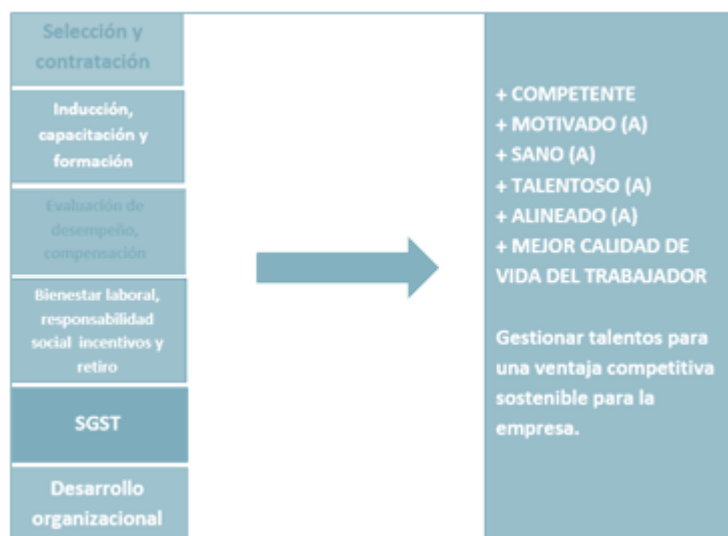 Selección y
contratación
Inducción,
capacitación y
formación
Evaluación de
desempeño,
compensación
Bienestar laboral,
responsabilidad
social incentivos y
retiro
SGST
Desarrollo
organizacional
+ COMPETENTE
+ MOTIVADO (A)
+ SANO (A)
+ TALENTOSO (A)
+ ALINEADO (A)
+ MEJOR CALIDAD DE
VIDA DEL TRABAJADOR
Gestionar talentos para
una ventaja competitiva
sostenible para la
empresa.